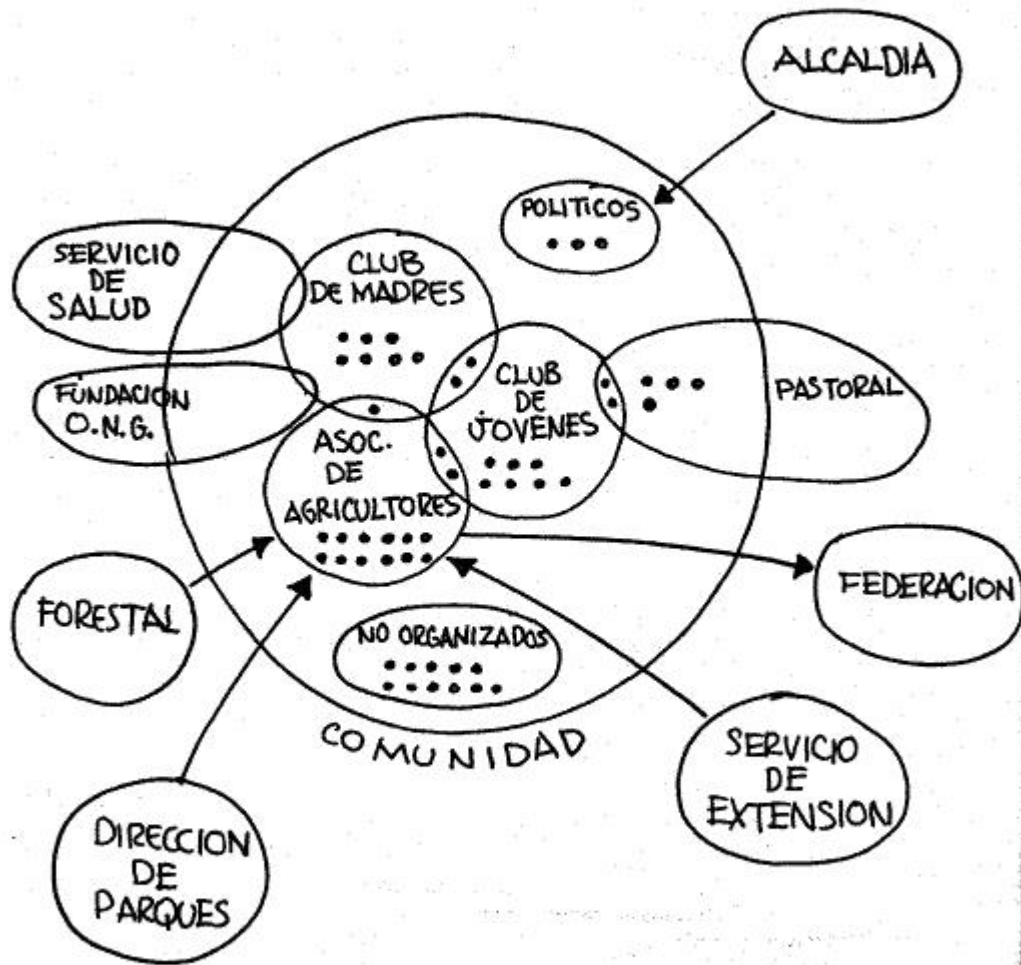 ALCALDIA
POLITICOS
SERVICIO
DE
SALUD
CLUB
DE MADRES
FUNDACION
O.N.G.
CLUB
DE
JOVENES
PASTORAL
ASOC.
DE
AGRICULTORES
FORESTAL
FEDERACION
NO ORGANIZADOS
COMUNIDAD
SERVICIO
DE
EXTENSION
DIRECCION
DE
PARQUES